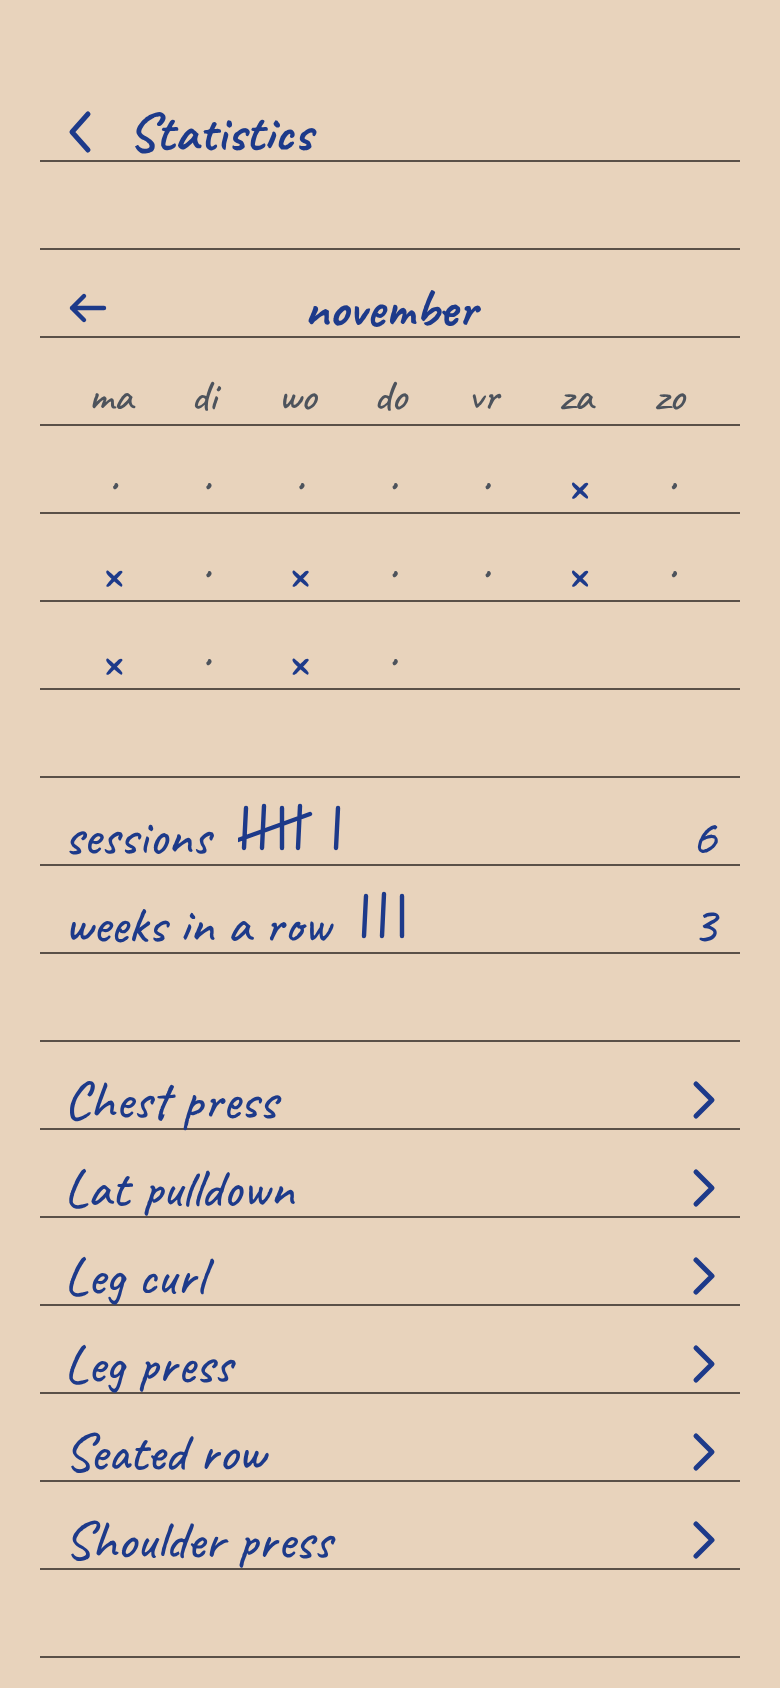 Statistics
november
ma di wo do vr za zo
· · · · · × ·
× · × · · × ·
× · × ·
sessions 6
weeks in a row 3
Chest press
Lat pulldown
Leg curl
Leg press
Seated row
Shoulder press